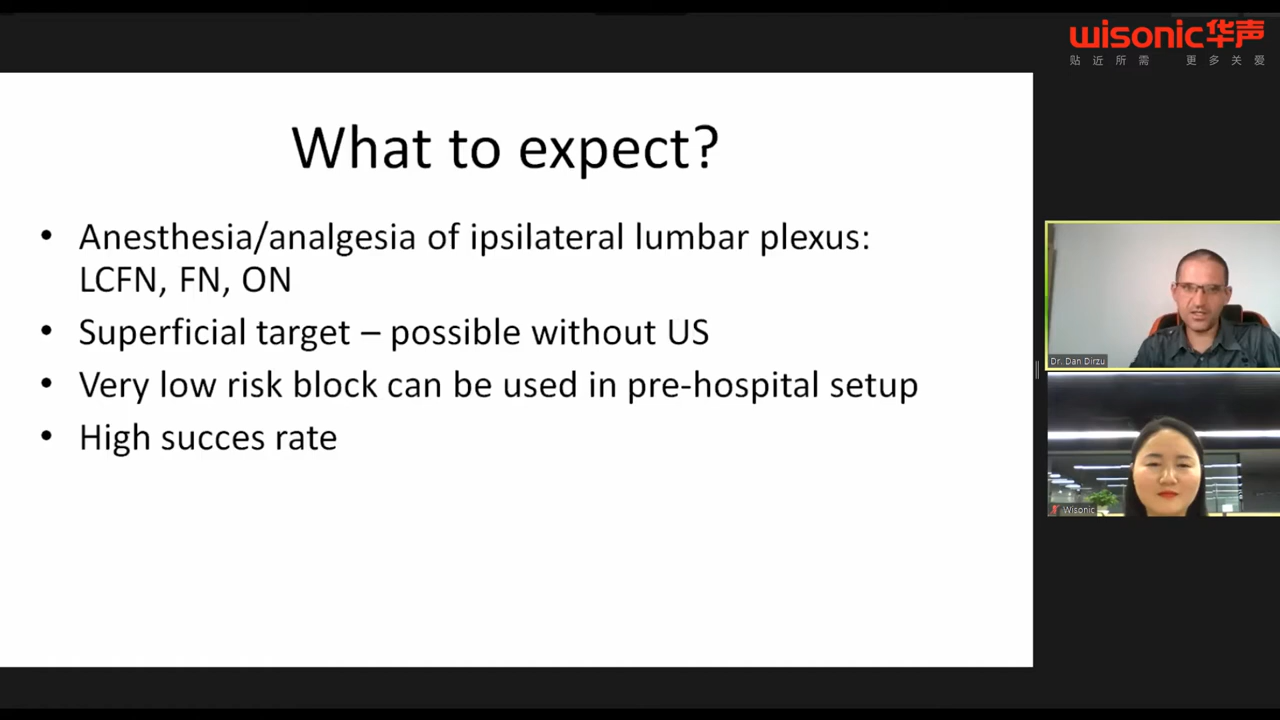 wisonic华声
贴近所需 更多关爱
What to expect?
• Anesthesia/analgesia of ipsilateral lumbar plexus:
LCFN, FN, ON
• Superficial target – possible without US
• Very low risk block can be used in pre-hospital setup
• High succes rate
Dr. Dan Dirzu
Wisonic